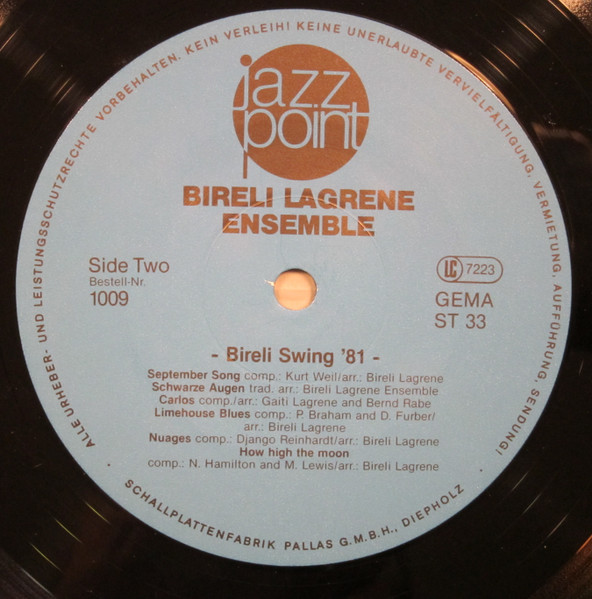 ALLE URHEBER- UND LEISTUNGSSCHUTZRECHTE VORBEHALTEN. KEIN VERLEIH! KEINE UNERLAUBTE VERVIELFÄLTIGUNG, VERMIETUNG, AUFFÜHRUNG, SENDUNG!
jazz
point
BIRELI LAGRENE
ENSEMBLE
Side Two
Bestell-Nr.
1009
LC 7223
GEMA
ST 33
- Bireli Swing '81 -
September Song comp.: Kurt Weil/arr.: Bireli Lagrene
Schwarze Augen trad. arr.: Bireli Lagrene Ensemble
Carlos comp./arr.: Gaiti Lagrene and Bernd Rabe
Limehouse Blues comp.: P. Braham and D. Furber/
arr.: Bireli Lagrene
Nuages comp.: Django Reinhardt/arr.: Bireli Lagrene
How high the moon
comp.: N. Hamilton and M. Lewis/arr.: Bireli Lagrene
· SCHALLPLATTENFABRIK PALLAS G.M.B.H., DIEPHOLZ ·